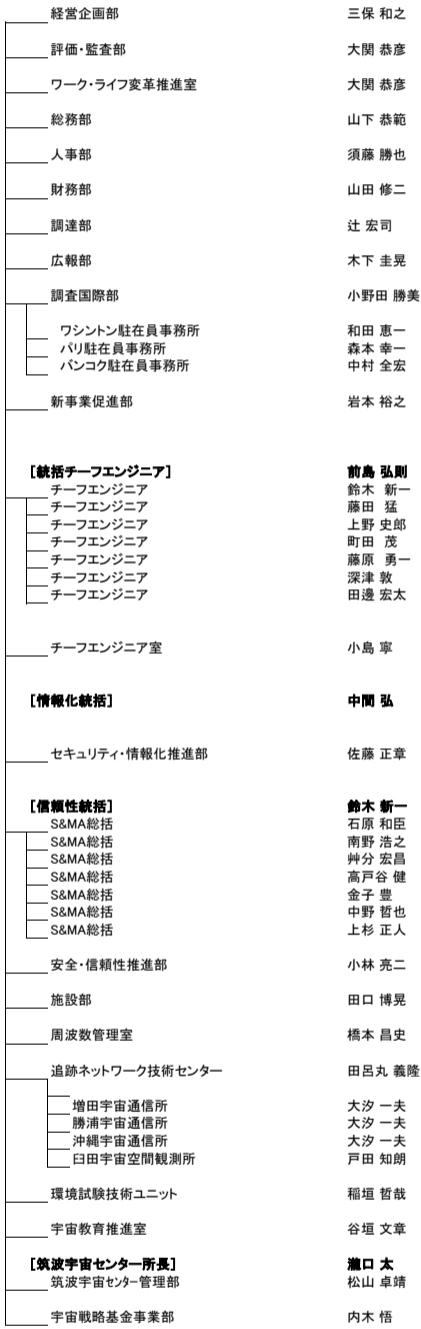 経営企画部 三保 和之
評価・監査部 大関 恭彦
ワーク・ライフ変革推進室 大関 恭彦
総務部 山下 恭範
人事部 須藤 勝也
財務部 山田 修二
調達部 辻 宏司
広報部 木下 圭晃
調査国際部 小野田 勝美
ワシントン駐在員事務所 和田 恵一
パリ駐在員事務所 森本 幸一
バンコク駐在員事務所 中村 全宏
新事業促進部 岩本 裕之
[統括チーフエンジニア] 前島 弘則
チーフエンジニア 鈴木 新一
チーフエンジニア 藤田 猛
チーフエンジニア 上野 史郎
チーフエンジニア 町田 茂
チーフエンジニア 藤原 勇一
チーフエンジニア 深津 敦
チーフエンジニア 田邊 宏太
チーフエンジニア室 小島 寧
[情報化統括] 中間 弘
セキュリティ・情報化推進部 佐藤 正章
[信頼性統括] 鈴木 新一
S&MA総括 石原 和臣
S&MA総括 南野 浩之
S&MA総括 艸分 宏昌
S&MA総括 高戸谷 健
S&MA総括 金子 豊
S&MA総括 中野 哲也
S&MA総括 上杉 正人
安全・信頼性推進部 小林 亮二
施設部 田口 博晃
周波数管理室 橋本 昌史
追跡ネットワーク技術センター 田呂丸 義隆
増田宇宙通信所 大汐 一夫
勝浦宇宙通信所 大汐 一夫
沖縄宇宙通信所 大汐 一夫
臼田宇宙空間観測所 戸田 知朗
環境試験技術ユニット 稲垣 哲哉
宇宙教育推進室 谷垣 文章
[筑波宇宙センター所長] 瀧口 太
筑波宇宙センター管理部 松山 卓靖
宇宙戦略基金事業部 内木 悟